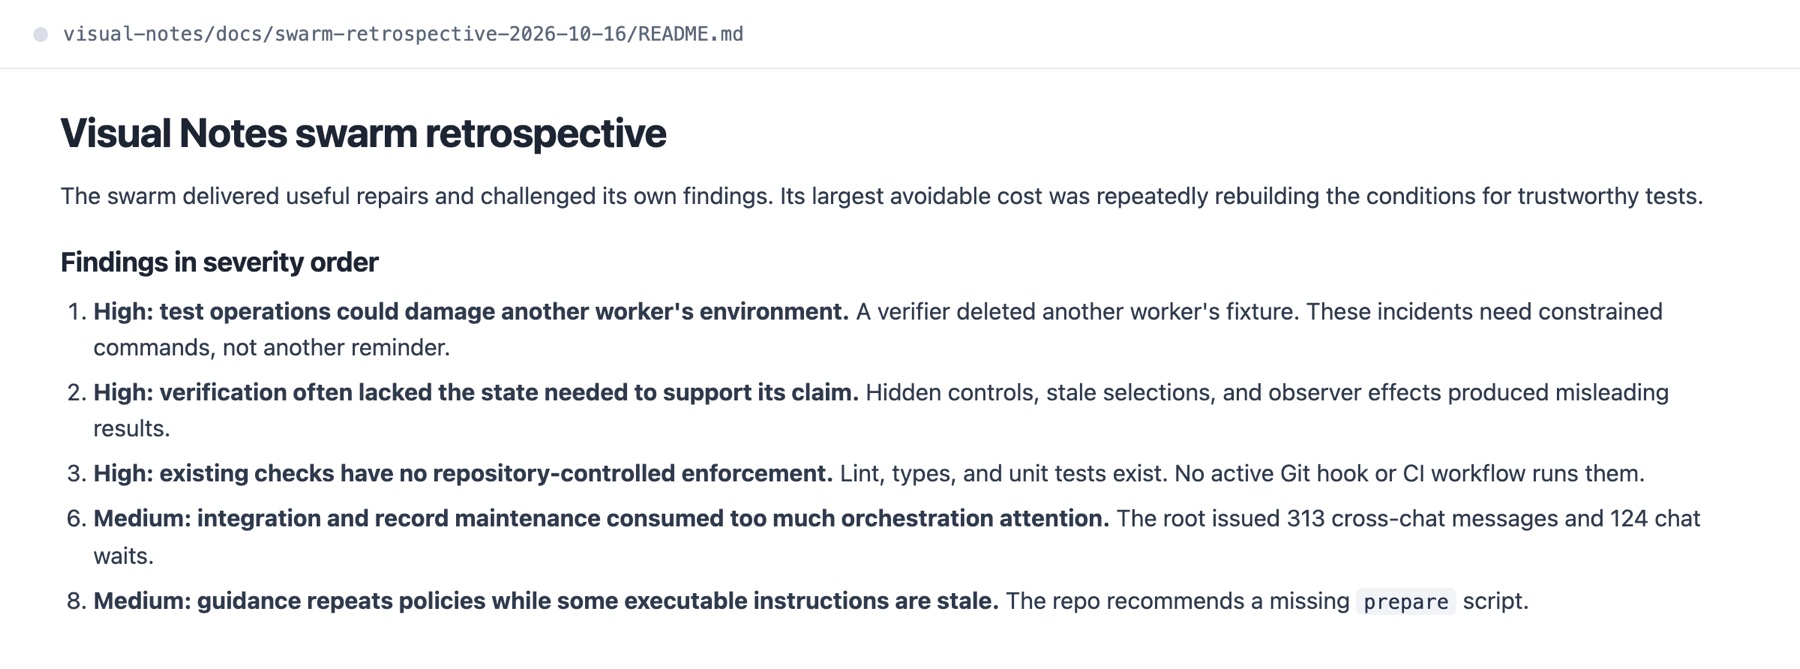 visual-notes/docs/swarm-retrospective-2026-10-16/README.md
Visual Notes swarm retrospective
The swarm delivered useful repairs and challenged its own findings. Its largest avoidable cost was repeatedly rebuilding the conditions for trustworthy tests.
Findings in severity order
1. High: test operations could damage another worker's environment. A verifier deleted another worker's fixture. These incidents need constrained
commands, not another reminder.
2. High: verification often lacked the state needed to support its claim. Hidden controls, stale selections, and observer effects produced misleading
results.
3. High: existing checks have no repository-controlled enforcement. Lint, types, and unit tests exist. No active Git hook or CI workflow runs them.
6. Medium: integration and record maintenance consumed too much orchestration attention. The root issued 313 cross-chat messages and 124 chat
waits.
8. Medium: guidance repeats policies while some executable instructions are stale. The repo recommends a missing prepare script.